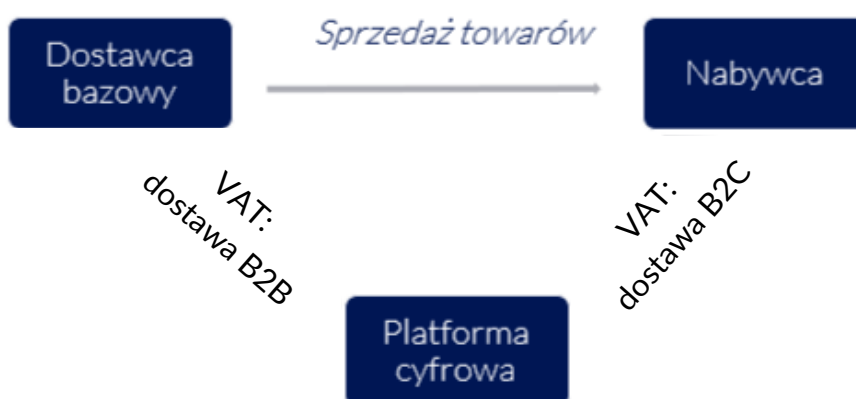 Sprzedaż towarów
Dostawca
bazowy
Nabywca
VAT:
dostawa B2B
VAT:
dostawa B2C
Platforma
cyfrowa